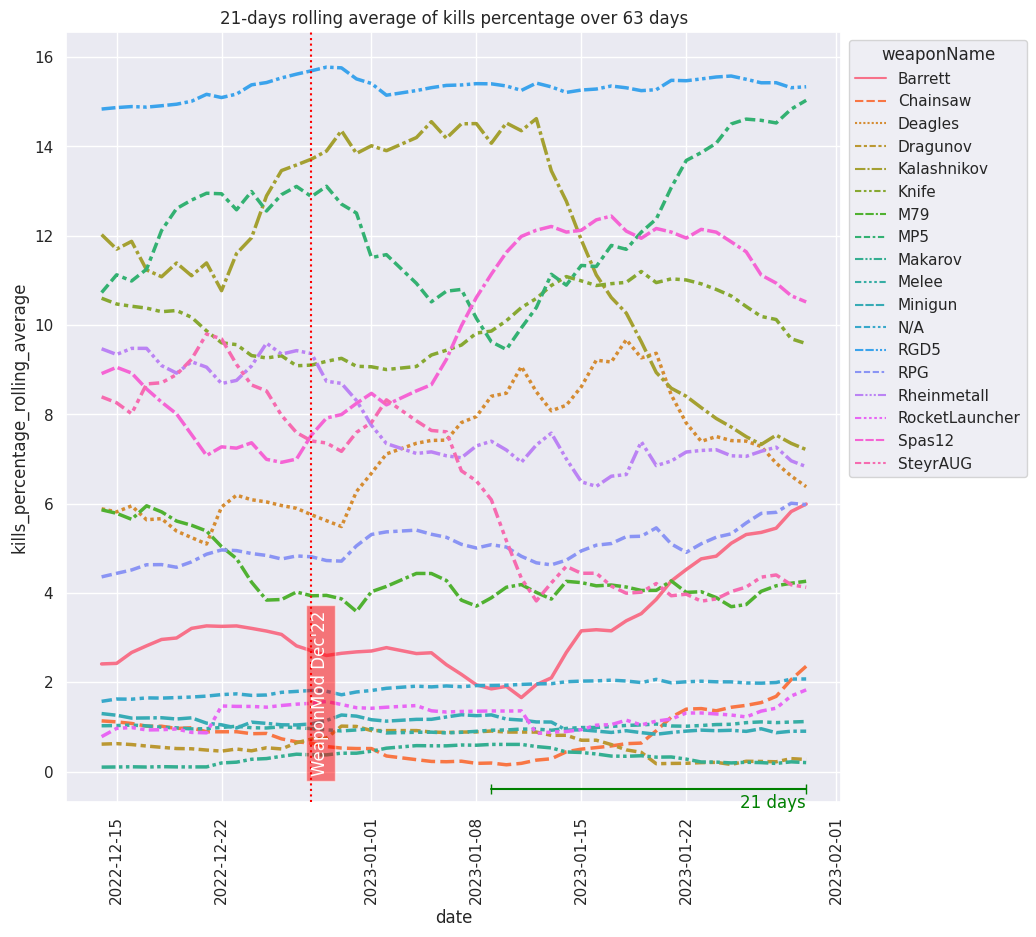 21-days rolling average of kills percentage over 63 days
kills_percentage_rolling_average
16
14
12
10
8
6
4
2
0
WeaponMod Dec'22
21 days
2022-12-15
2022-12-22
2023-01-01
2023-01-08
2023-01-15
2023-01-22
2023-02-01
date
weaponName
Barrett
Chainsaw
Deagles
Dragunov
Kalashnikov
Knife
M79
MP5
Makarov
Melee
Minigun
N/A
RGD5
RPG
Rheinmetall
RocketLauncher
Spas12
SteyrAUG